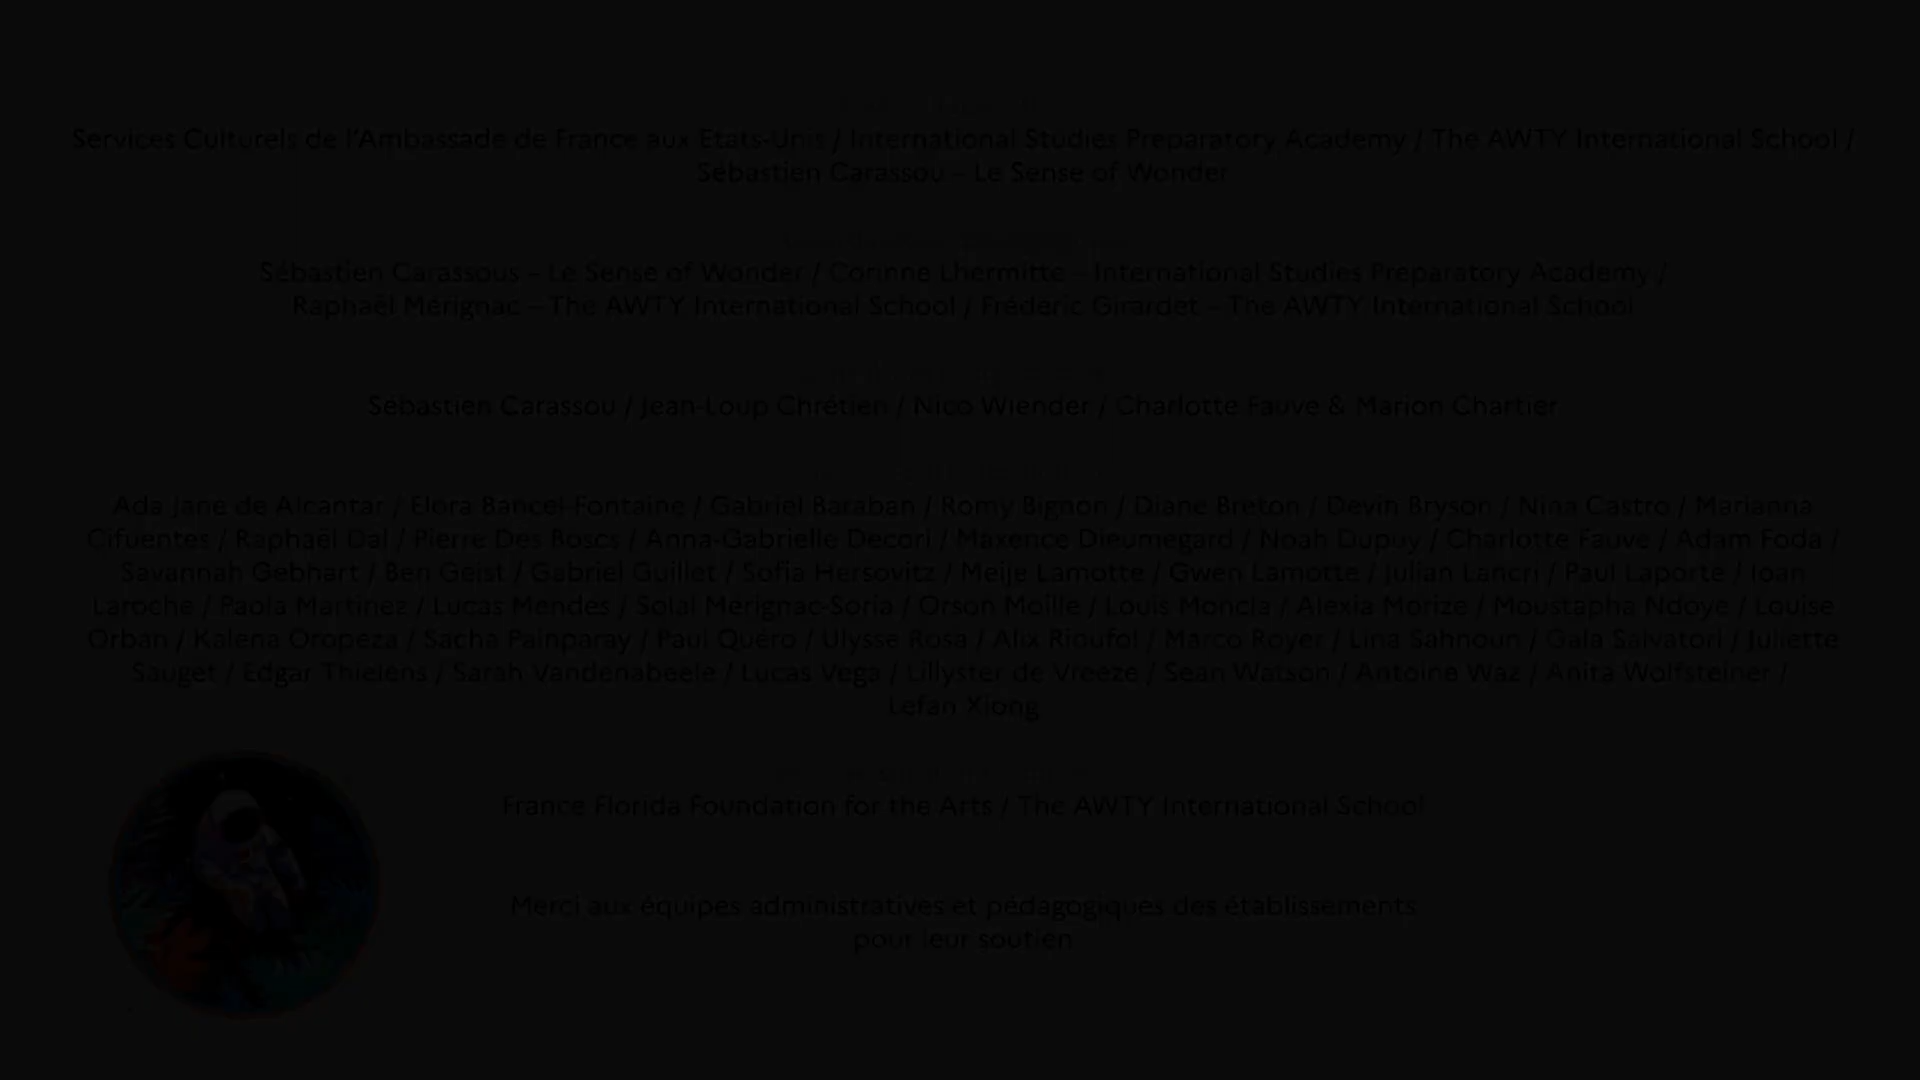 Services Culturels de l'Ambassade de France aux Etats-Unis / International Studies Preparatory Academy / The AWTY International School /
Sébastien Carassou – Le Sense of Wonder
Sébastien Carassous – Le Sense of Wonder / Corinne Lhermitte – International Studies Preparatory Academy /
Raphaël Mérignac – The AWTY International School / Frédéric Girardet – The AWTY International School
Sébastien Carassou / Jean-Loup Chrétien / Nico Wiender / Charlotte Fauve & Marion Chartier
Ada Jane de Alcantar / Elora Bancel-Fontaine / Gabriel Baraban / Romy Bignon / Diane Breton / Devin Bryson / Nina Castro / Marianna
Cifuentes / Raphaël Dal / Pierre Des Boscs / Anna-Gabrielle Decori / Maxence Dieumegard / Noah Dupuy / Charlotte Fauve / Adam Foda /
Savannah Gebhart / Ben Geist / Gabriel Guillet / Sofia Hersovitz / Meije Lamotte / Gwen Lamotte / Julian Lancri / Paul Laporte / Ioan
Laroche / Paola Martinez / Lucas Mendes / Solal Mérignac-Soria / Orson Moille / Louis Moncla / Alexia Morize / Moustapha Ndoye / Louise
Orban / Kalena Oropeza / Sacha Painparay / Paul Quéro / Ulysse Rosa / Alix Rioufol / Marco Royer / Lina Sahnoun / Gala Salvatori / Juliette
Sauget / Edgar Thielens / Sarah Vandenabeele / Lucas Vega / Lillyster de Vreeze / Sean Watson / Antoine Waz / Anita Wolfsteiner /
Lefan Xiong
France Florida Foundation for the Arts / The AWTY International School
Merci aux équipes administratives et pédagogiques des établissements
pour leur soutien